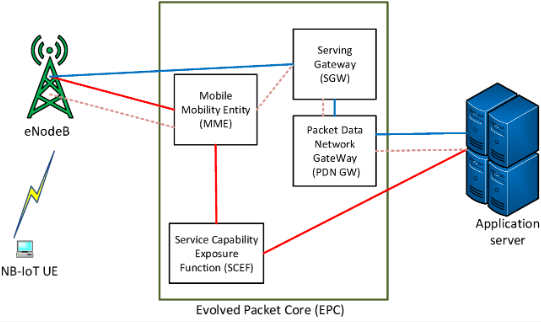 Serving
Gateway
(SGW)
Mobile
Mobility Entity
(MME)
eNodeB
Packet Data
Network
GateWay
(PDN GW)
Application
server
Service Capability
Exposure
Function (SCEF)
NB-IoT UE
Evolved Packet Core (EPC)